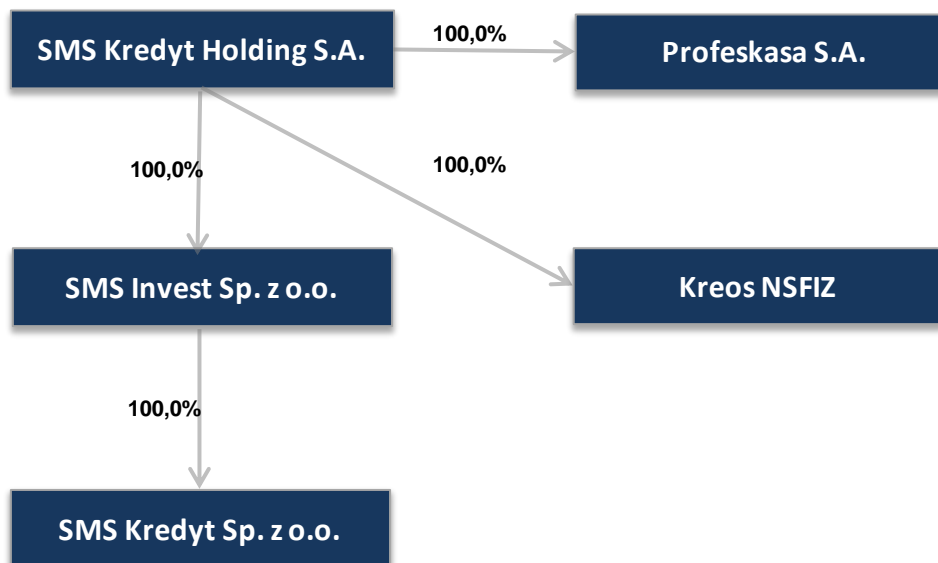 SMS Kredyt Holding S.A.
100,0%
Profeskasa S.A.
100,0%
100,0%
SMS Invest Sp. z o.o.
Kreos NSFIZ
100,0%
SMS Kredyt Sp. z o.o.